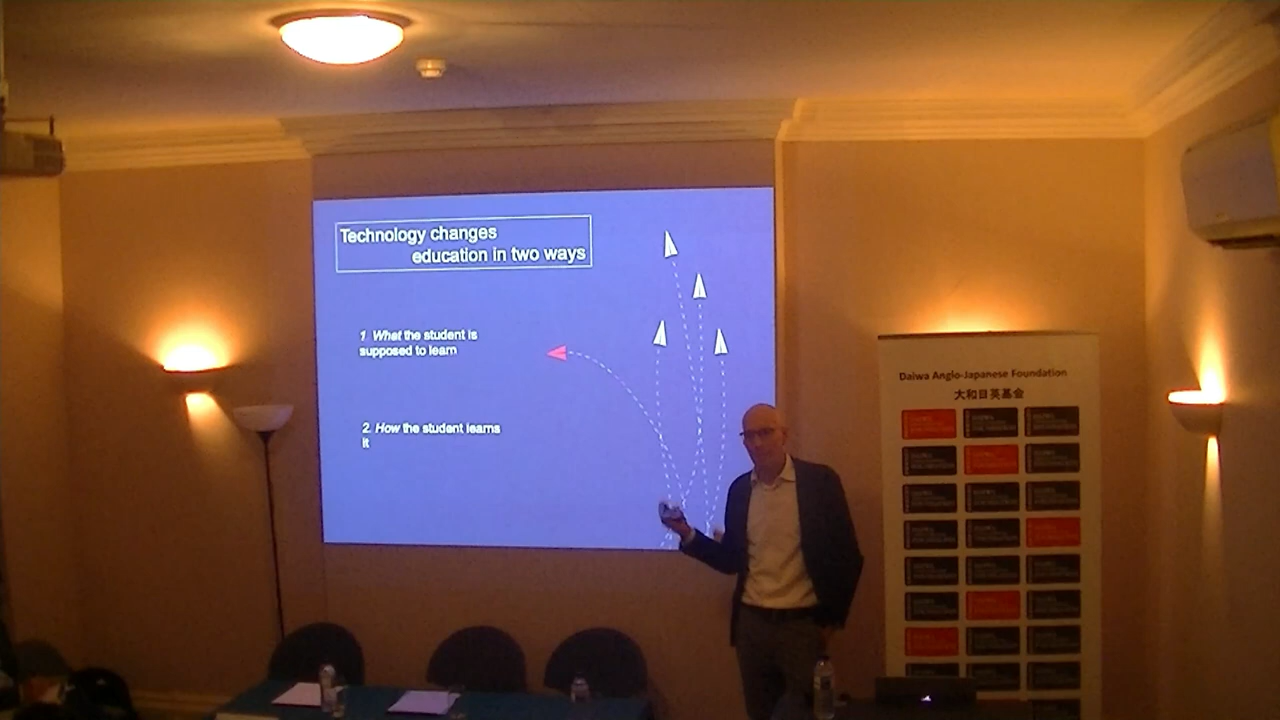 Technology changes
education in two ways
1 What the student is
supposed to learn
2. How the student learns
it
Daiwa Anglo-Japanese Foundation
大和日英基会